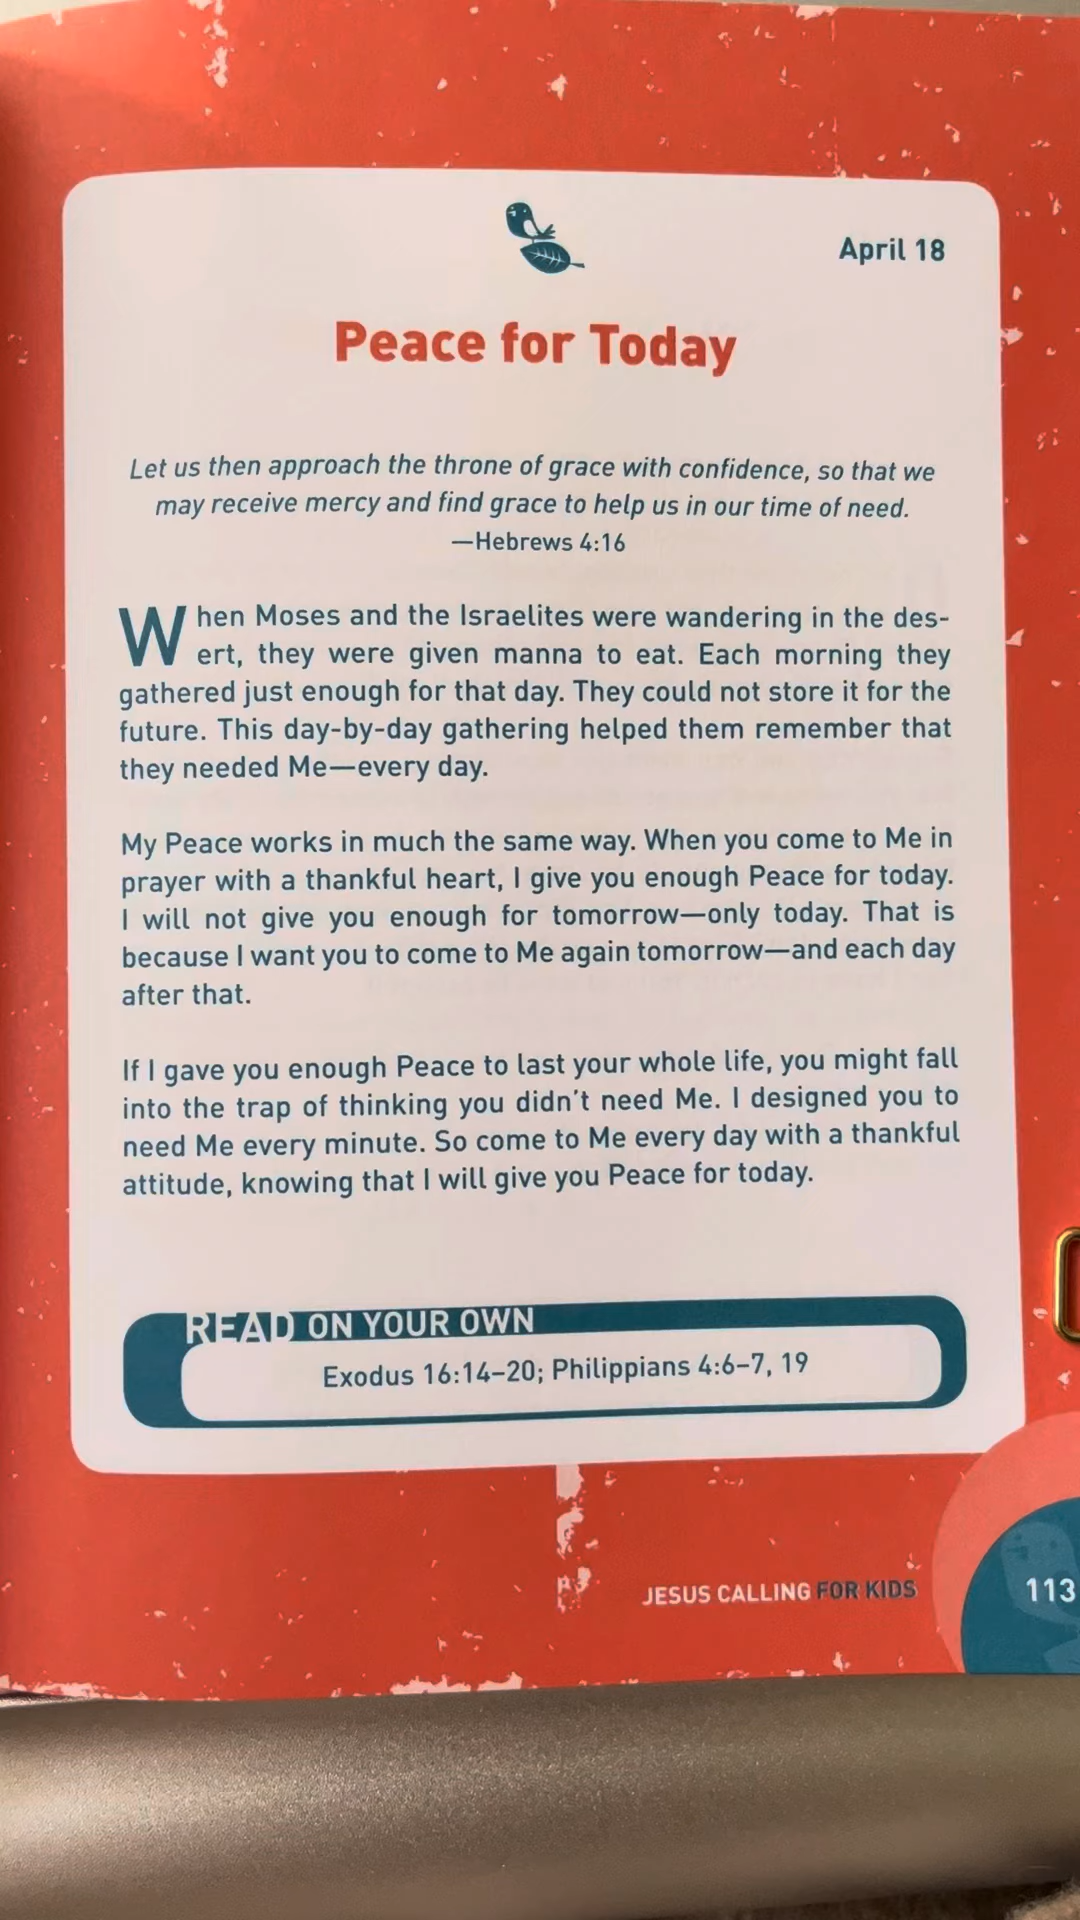 April 18
Peace for Today
Let us then approach the throne of grace with confidence, so that we
may receive mercy and find grace to help us in our time of need.
—Hebrews 4:16
When Moses and the Israelites were wandering in the des-
ert, they were given manna to eat. Each morning they
gathered just enough for that day. They could not store it for the
future. This day-by-day gathering helped them remember that
they needed Me—every day.
My Peace works in much the same way. When you come to Me in
prayer with a thankful heart, I give you enough Peace for today.
I will not give you enough for tomorrow—only today. That is
because I want you to come to Me again tomorrow—and each day
after that.
If I gave you enough Peace to last your whole life, you might fall
into the trap of thinking you didn't need Me. I designed you to
need Me every minute. So come to Me every day with a thankful
attitude, knowing that I will give you Peace for today.
READ ON YOUR OWN
Exodus 16:14–20; Philippians 4:6–7, 19
JESUS CALLING FOR KIDS
113